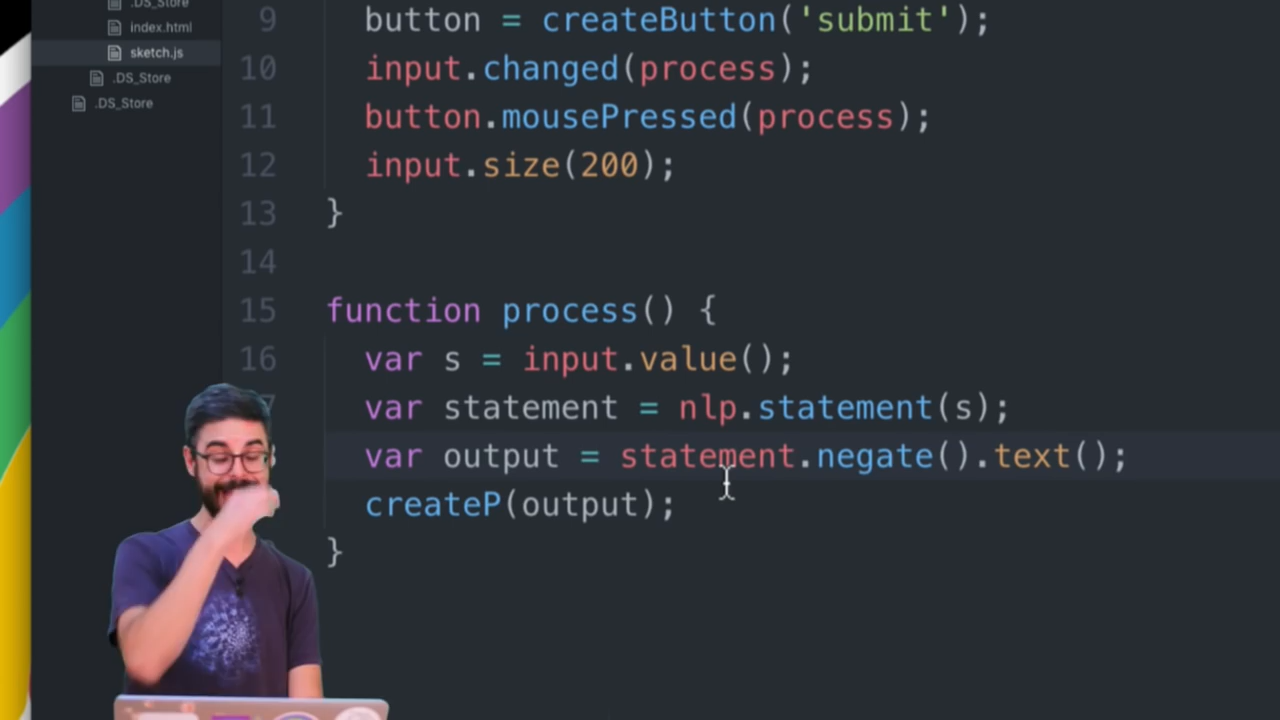 .DS_Store
index.html
sketch.js
.DS_Store
.DS_Store
9 button = createButton('submit');
10 input.changed(process);
11 button.mousePressed(process);
12 input.size(200);
13 }
14
15 function process() {
16 var s = input.value();
7 var statement = nlp.statement(s);
var output = statement.negate().text();
createP(output);
}